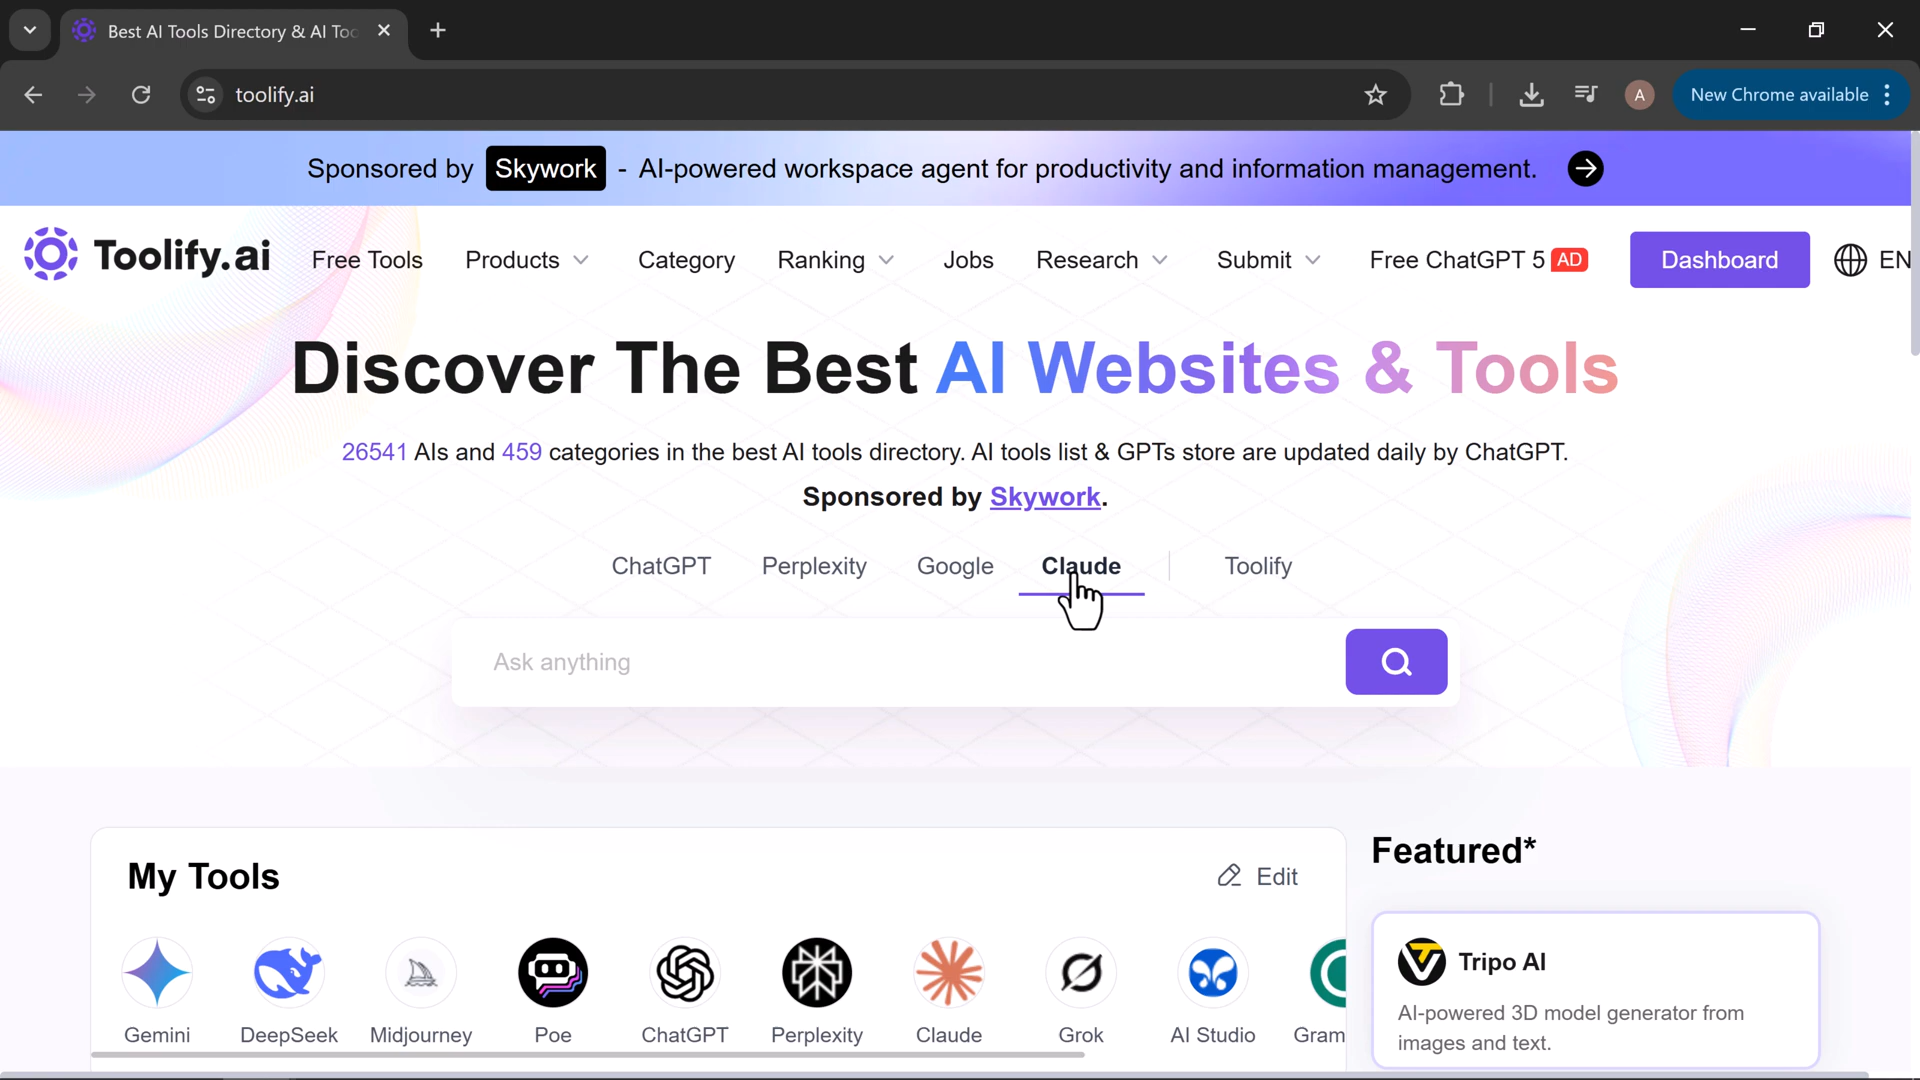 Best AI Tools Directory & AI Too
toolify.ai
A
New Chrome available
Sponsored by Skywork - AI-powered workspace agent for productivity and information management.
Toolify.ai
Free Tools
Products
Category
Ranking
Jobs
Research
Submit
Free ChatGPT 5 AD
Dashboard
EN
Discover The Best AI Websites & Tools
26541 AIs and 459 categories in the best AI tools directory. AI tools list & GPTs store are updated daily by ChatGPT.
Sponsored by Skywork.
ChatGPT
Perplexity
Google
Claude
Toolify
Ask anything
My Tools
Edit
Featured*
Tripo AI
AI-powered 3D model generator from
images and text.
Gemini
DeepSeek
Midjourney
Poe
ChatGPT
Perplexity
Claude
Grok
AI Studio
Gram